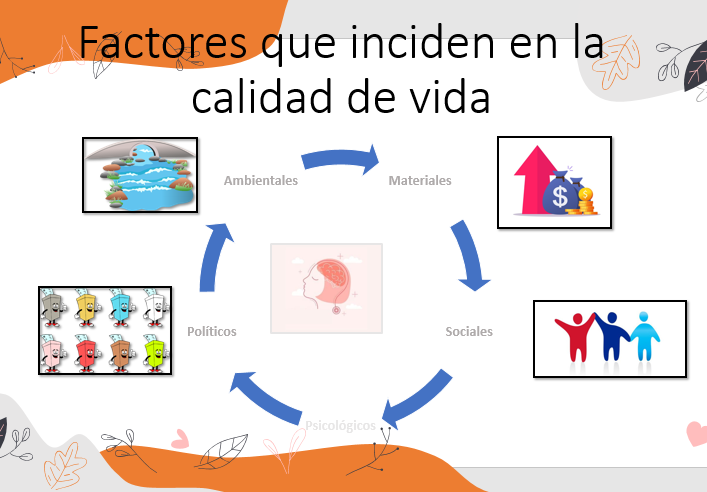 Factores que inciden en la
calidad de vida
Ambientales
Materiales
$
Políticos
Sociales
Psicológicos